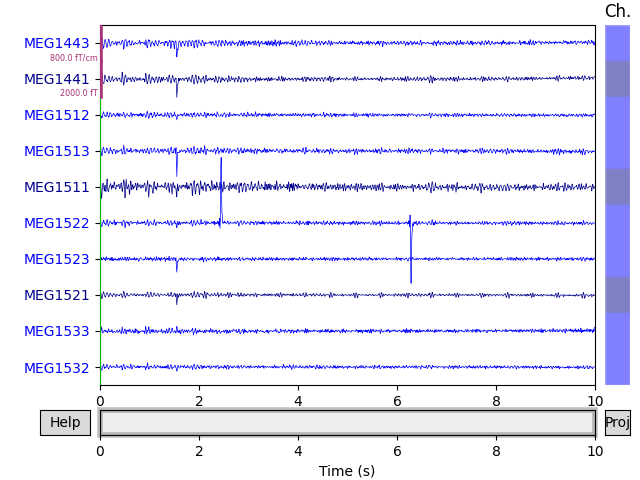 Ch.
MEG1443
800.0 fT/cm
MEG1441
2000.0 fT
MEG1512
MEG1513
MEG1511
MEG1522
MEG1523
MEG1521
MEG1533
MEG1532
0 2 4 6 8 10
Help Proj
0 2 4 6 8 10
Time (s)